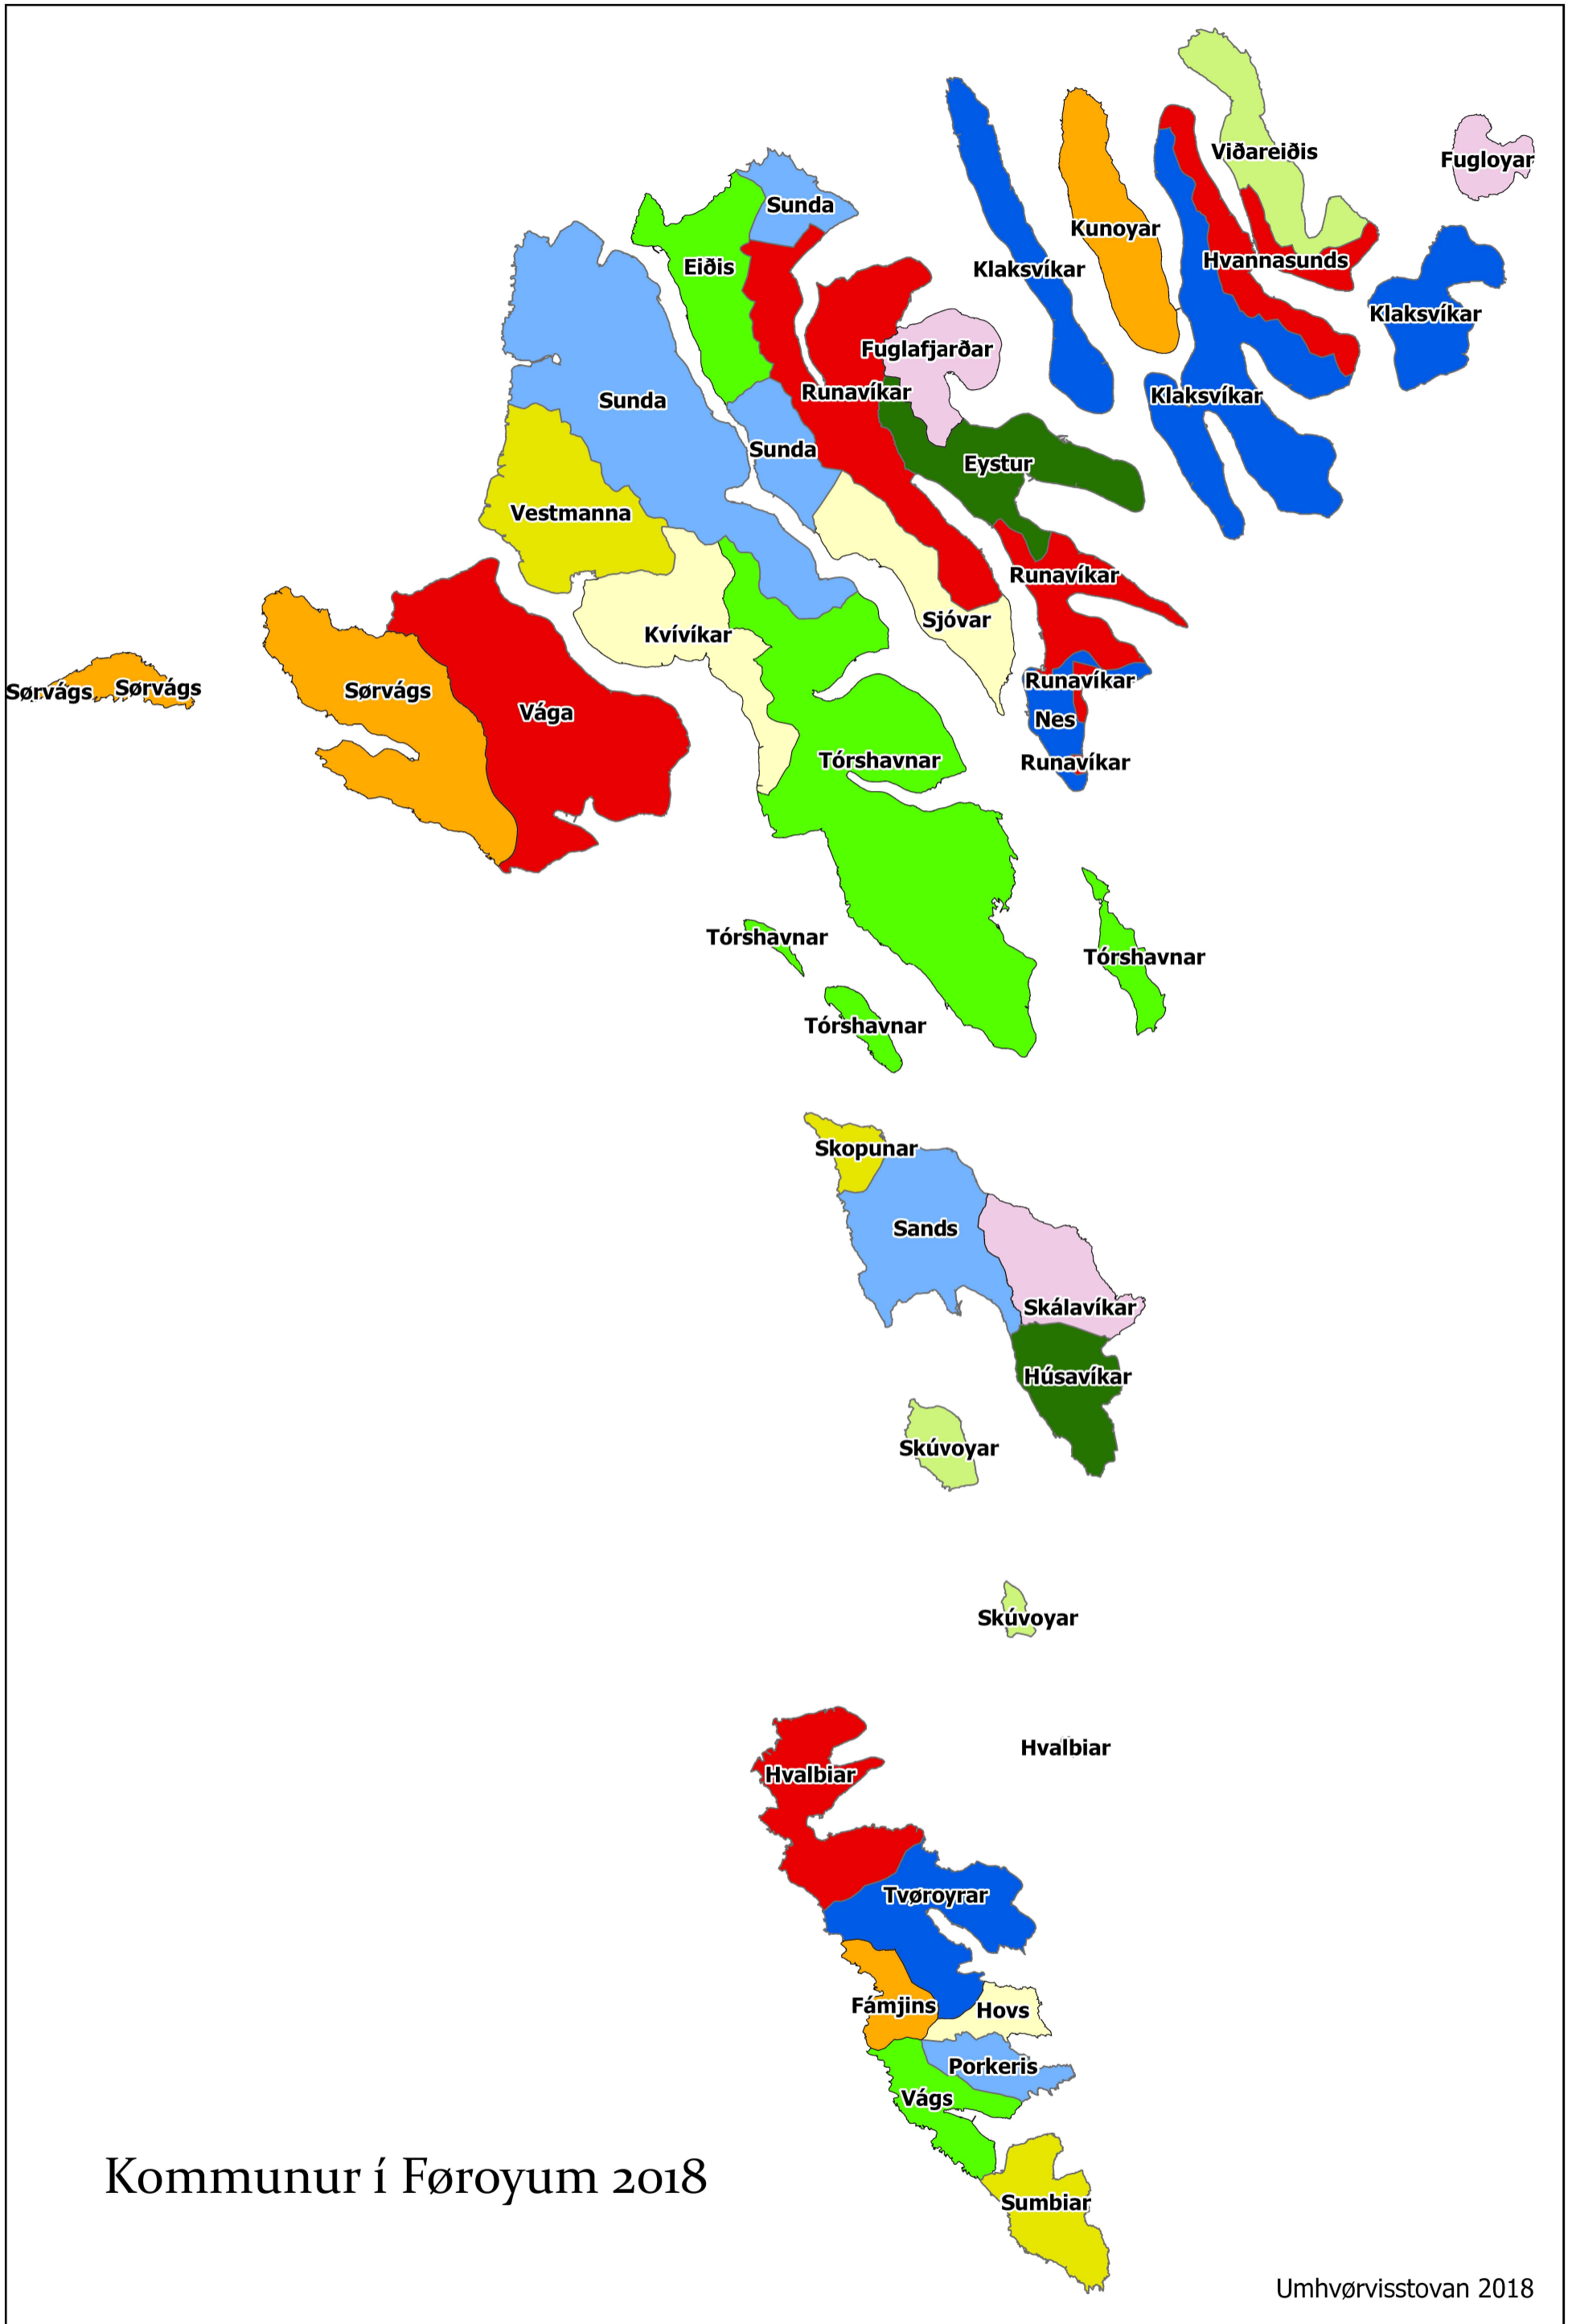 Viðareiðis
Fugloyar
Sunda
Kunoyar
Hvannasunds
Eiðis
Klaksvíkar
Klaksvíkar
Fuglafjarðar
Runavíkar
Klaksvíkar
Sunda
Sunda
Eystur
Vestmanna
Runavíkar
Sjóvar
Kvívíkar
Runavíkar
Sørvágs
Sørvágs
Sørvágs
Vága
Nes
Tórshavnar
Runavíkar
Tórshavnar
Tórshavnar
Tórshavnar
Skopunar
Sands
Skálavíkar
Húsavíkar
Skúvoyar
Skúvoyar
Hvalbiar
Hvalbiar
Tvøroyrar
Fámjins
Hovs
Porkeris
Vágs
Sumbiar
Kommunur í Føroyum 2018
Umhvørvisstovan 2018